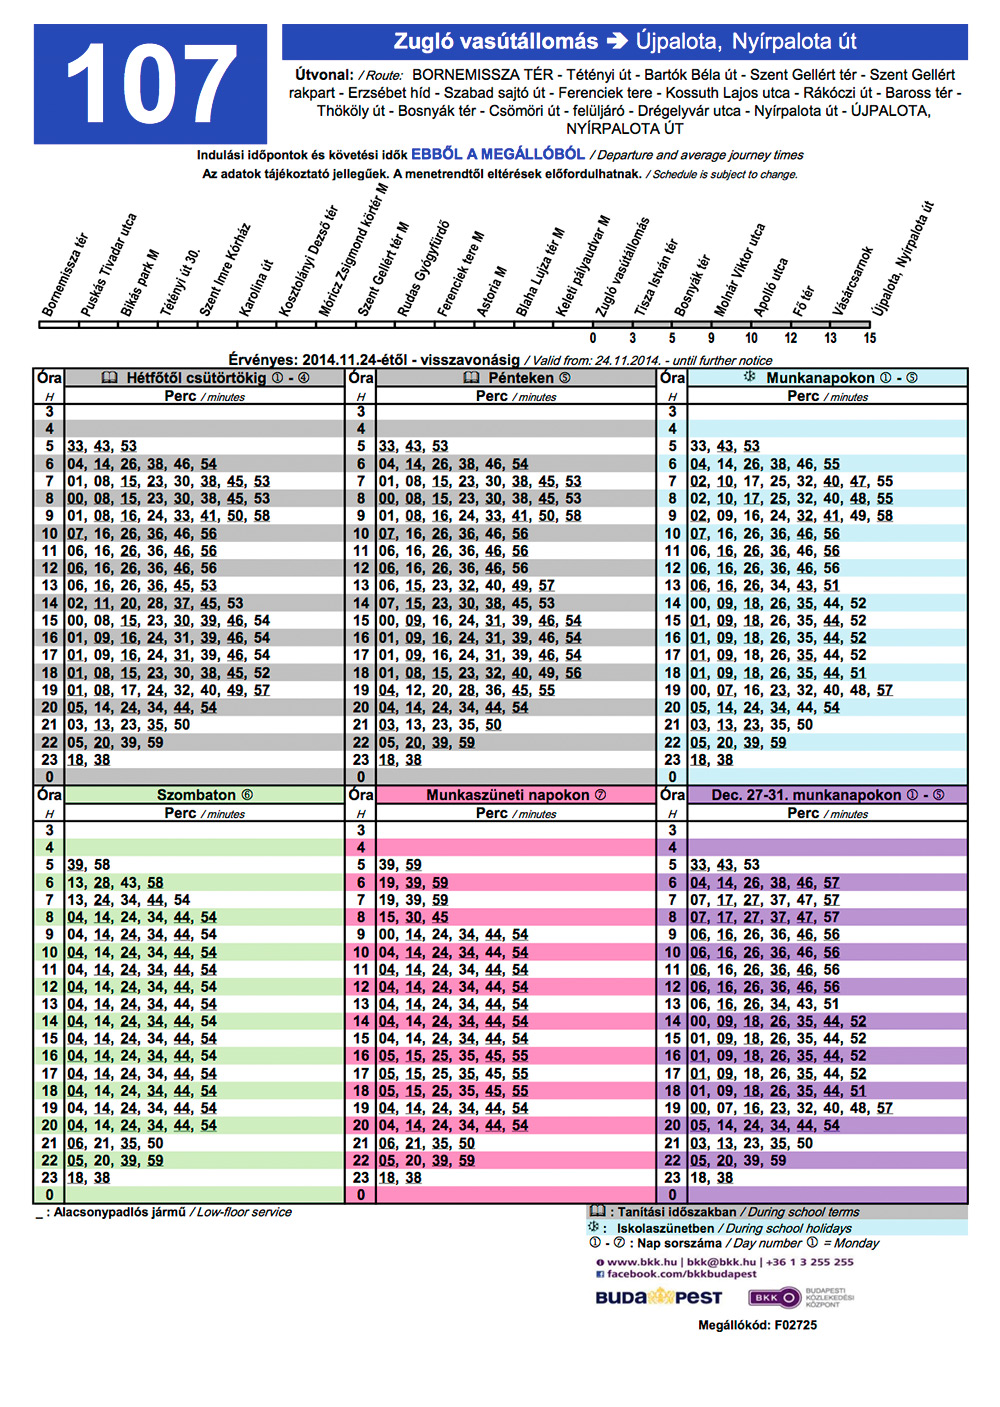 107
Zugló vasútállomás ➔ Újpalota, Nyírpalota út
Útvonal: / Route: BORNEMISSZA TÉR - Tétényi út - Bartók Béla út - Szent Gellért tér - Szent Gellért
rakpart - Erzsébet híd - Szabad sajtó út - Ferenciek tere - Kossuth Lajos utca - Rákóczi út - Baross tér -
Thököly út - Bosnyák tér - Csömöri út - felüljáró - Drégelyvár utca - Nyírpalota út - ÚJPALOTA,
NYÍRPALOTA ÚT
Indulási időpontok és követési idők EBBŐL A MEGÁLLÓBÓL / Departure and average journey times
Az adatok tájékoztató jellegűek. A menetrendtől eltérések előfordulhatnak. / Schedule is subject to change.
Bornemissza tér
Puskás Tivadar utca
Bikás park M
Tétényi út 30.
Szent Imre Kórház
Karolina út
Kosztolányi Dezső tér
Móricz Zsigmond körtér M
Szent Gellért tér M
Rudas Gyógyfürdő
Ferenciek tere M
Astoria M
Blaha Lujza tér M
Keleti pályaudvar M
Zugló vasútállomás
Tisza István tér
Bosnyák tér
Molnár Viktor utca
Apolló utca
Fő tér
Vásárcsarnok
Újpalota, Nyírpalota út
0 3 5 9 10 12 13 15
Érvényes: 2014.11.24-étől - visszavonásig / Valid from: 24.11.2014. - until further notice
Óra Hétfőtől csütörtökig ① - ④
H Perc / minutes
3
4
5 33, 43, 53
6 04, 14, 26, 38, 46, 54
7 01, 08, 15, 23, 30, 38, 45, 53
8 00, 08, 15, 23, 30, 38, 45, 53
9 01, 08, 16, 24, 33, 41, 50, 58
10 07, 16, 26, 36, 46, 56
11 06, 16, 26, 36, 46, 56
12 06, 16, 26, 36, 46, 56
13 06, 16, 26, 36, 45, 53
14 02, 11, 20, 28, 37, 45, 53
15 00, 08, 15, 23, 30, 39, 46, 54
16 01, 09, 16, 24, 31, 39, 46, 54
17 01, 09, 16, 24, 31, 39, 46, 54
18 01, 08, 15, 23, 30, 38, 45, 52
19 01, 08, 17, 24, 32, 40, 49, 57
20 05, 14, 24, 34, 44, 54
21 03, 13, 23, 35, 50
22 05, 20, 39, 59
23 18, 38
0
Óra Pénteken ⑤
H Perc / minutes
3
4
5 33, 43, 53
6 04, 14, 26, 38, 46, 54
7 01, 08, 15, 23, 30, 38, 45, 53
8 00, 08, 15, 23, 30, 38, 45, 53
9 01, 08, 16, 24, 33, 41, 50, 58
10 07, 16, 26, 36, 46, 56
11 06, 16, 26, 36, 46, 56
12 06, 16, 26, 36, 46, 56
13 06, 15, 23, 32, 40, 49, 57
14 07, 15, 23, 30, 38, 45, 53
15 00, 09, 16, 24, 31, 39, 46, 54
16 01, 09, 16, 24, 31, 39, 46, 54
17 01, 09, 16, 24, 31, 39, 46, 54
18 01, 08, 15, 23, 32, 40, 49, 56
19 04, 12, 20, 28, 36, 45, 55
20 04, 14, 24, 34, 44, 54
21 03, 13, 23, 35, 50
22 05, 20, 39, 59
23 18, 38
0
Óra Munkanapokon ① - ⑤
H Perc / minutes
3
4
5 33, 43, 53
6 04, 14, 26, 38, 46, 55
7 02, 10, 17, 25, 32, 40, 47, 55
8 02, 10, 17, 25, 32, 40, 48, 55
9 02, 09, 16, 24, 32, 41, 49, 58
10 07, 16, 26, 36, 46, 56
11 06, 16, 26, 36, 46, 56
12 06, 16, 26, 36, 46, 56
13 06, 16, 26, 34, 43, 51
14 00, 09, 18, 26, 35, 44, 52
15 01, 09, 18, 26, 35, 44, 52
16 01, 09, 18, 26, 35, 44, 52
17 01, 09, 18, 26, 35, 44, 52
18 01, 09, 18, 26, 35, 44, 51
19 00, 07, 16, 23, 32, 40, 48, 57
20 05, 14, 24, 34, 44, 54
21 03, 13, 23, 35, 50
22 05, 20, 39, 59
23 18, 38
0
Óra Szombaton ⑥
H Perc / minutes
3
4
5 39, 58
6 13, 28, 43, 58
7 13, 24, 34, 44, 54
8 04, 14, 24, 34, 44, 54
9 04, 14, 24, 34, 44, 54
10 04, 14, 24, 34, 44, 54
11 04, 14, 24, 34, 44, 54
12 04, 14, 24, 34, 44, 54
13 04, 14, 24, 34, 44, 54
14 04, 14, 24, 34, 44, 54
15 04, 14, 24, 34, 44, 54
16 04, 14, 24, 34, 44, 54
17 04, 14, 24, 34, 44, 54
18 04, 14, 24, 34, 44, 54
19 04, 14, 24, 34, 44, 54
20 04, 14, 24, 34, 44, 54
21 06, 21, 35, 50
22 05, 20, 39, 59
23 18, 38
0
Óra Munkaszüneti napokon ⑦
H Perc / minutes
3
4
5 39, 59
6 19, 39, 59
7 19, 39, 59
8 15, 30, 45
9 00, 14, 24, 34, 44, 54
10 04, 14, 24, 34, 44, 54
11 04, 14, 24, 34, 44, 54
12 04, 14, 24, 34, 44, 54
13 04, 14, 24, 34, 44, 54
14 04, 14, 24, 34, 44, 54
15 04, 14, 24, 34, 44, 54
16 05, 15, 25, 35, 45, 55
17 05, 15, 25, 35, 45, 55
18 05, 15, 25, 35, 45, 55
19 04, 14, 24, 34, 44, 54
20 04, 14, 24, 34, 44, 54
21 06, 21, 35, 50
22 05, 20, 39, 59
23 18, 38
0
Óra Dec. 27-31. munkanapokon ① - ⑤
H Perc / minutes
3
4
5 33, 43, 53
6 04, 14, 26, 38, 46, 57
7 07, 17, 27, 37, 47, 57
8 07, 17, 27, 37, 47, 57
9 06, 16, 26, 36, 46, 56
10 06, 16, 26, 36, 46, 56
11 06, 16, 26, 36, 46, 56
12 06, 16, 26, 36, 46, 56
13 06, 16, 26, 34, 43, 51
14 00, 09, 18, 26, 35, 44, 52
15 01, 09, 18, 26, 35, 44, 52
16 01, 09, 18, 26, 35, 44, 52
17 01, 09, 18, 26, 35, 44, 52
18 01, 09, 18, 26, 35, 44, 51
19 00, 07, 16, 23, 32, 40, 48, 57
20 05, 14, 24, 34, 44, 54
21 03, 13, 23, 35, 50
22 05, 20, 39, 59
23 18, 38
0
_ : Alacsonypadlós jármű / Low-floor service
: Tanítási időszakban / During school terms
: Iskolaszünetben / During school holidays
① - ⑦ : Nap sorszáma / Day number ① = Monday
www.bkk.hu | bkk@bkk.hu | +36 1 3 255 255
facebook.com/bkkbudapest
BUDAPEST
BKK
BUDAPESTI
KÖZLEKEDÉSI
KÖZPONT
Megállókód: F02725